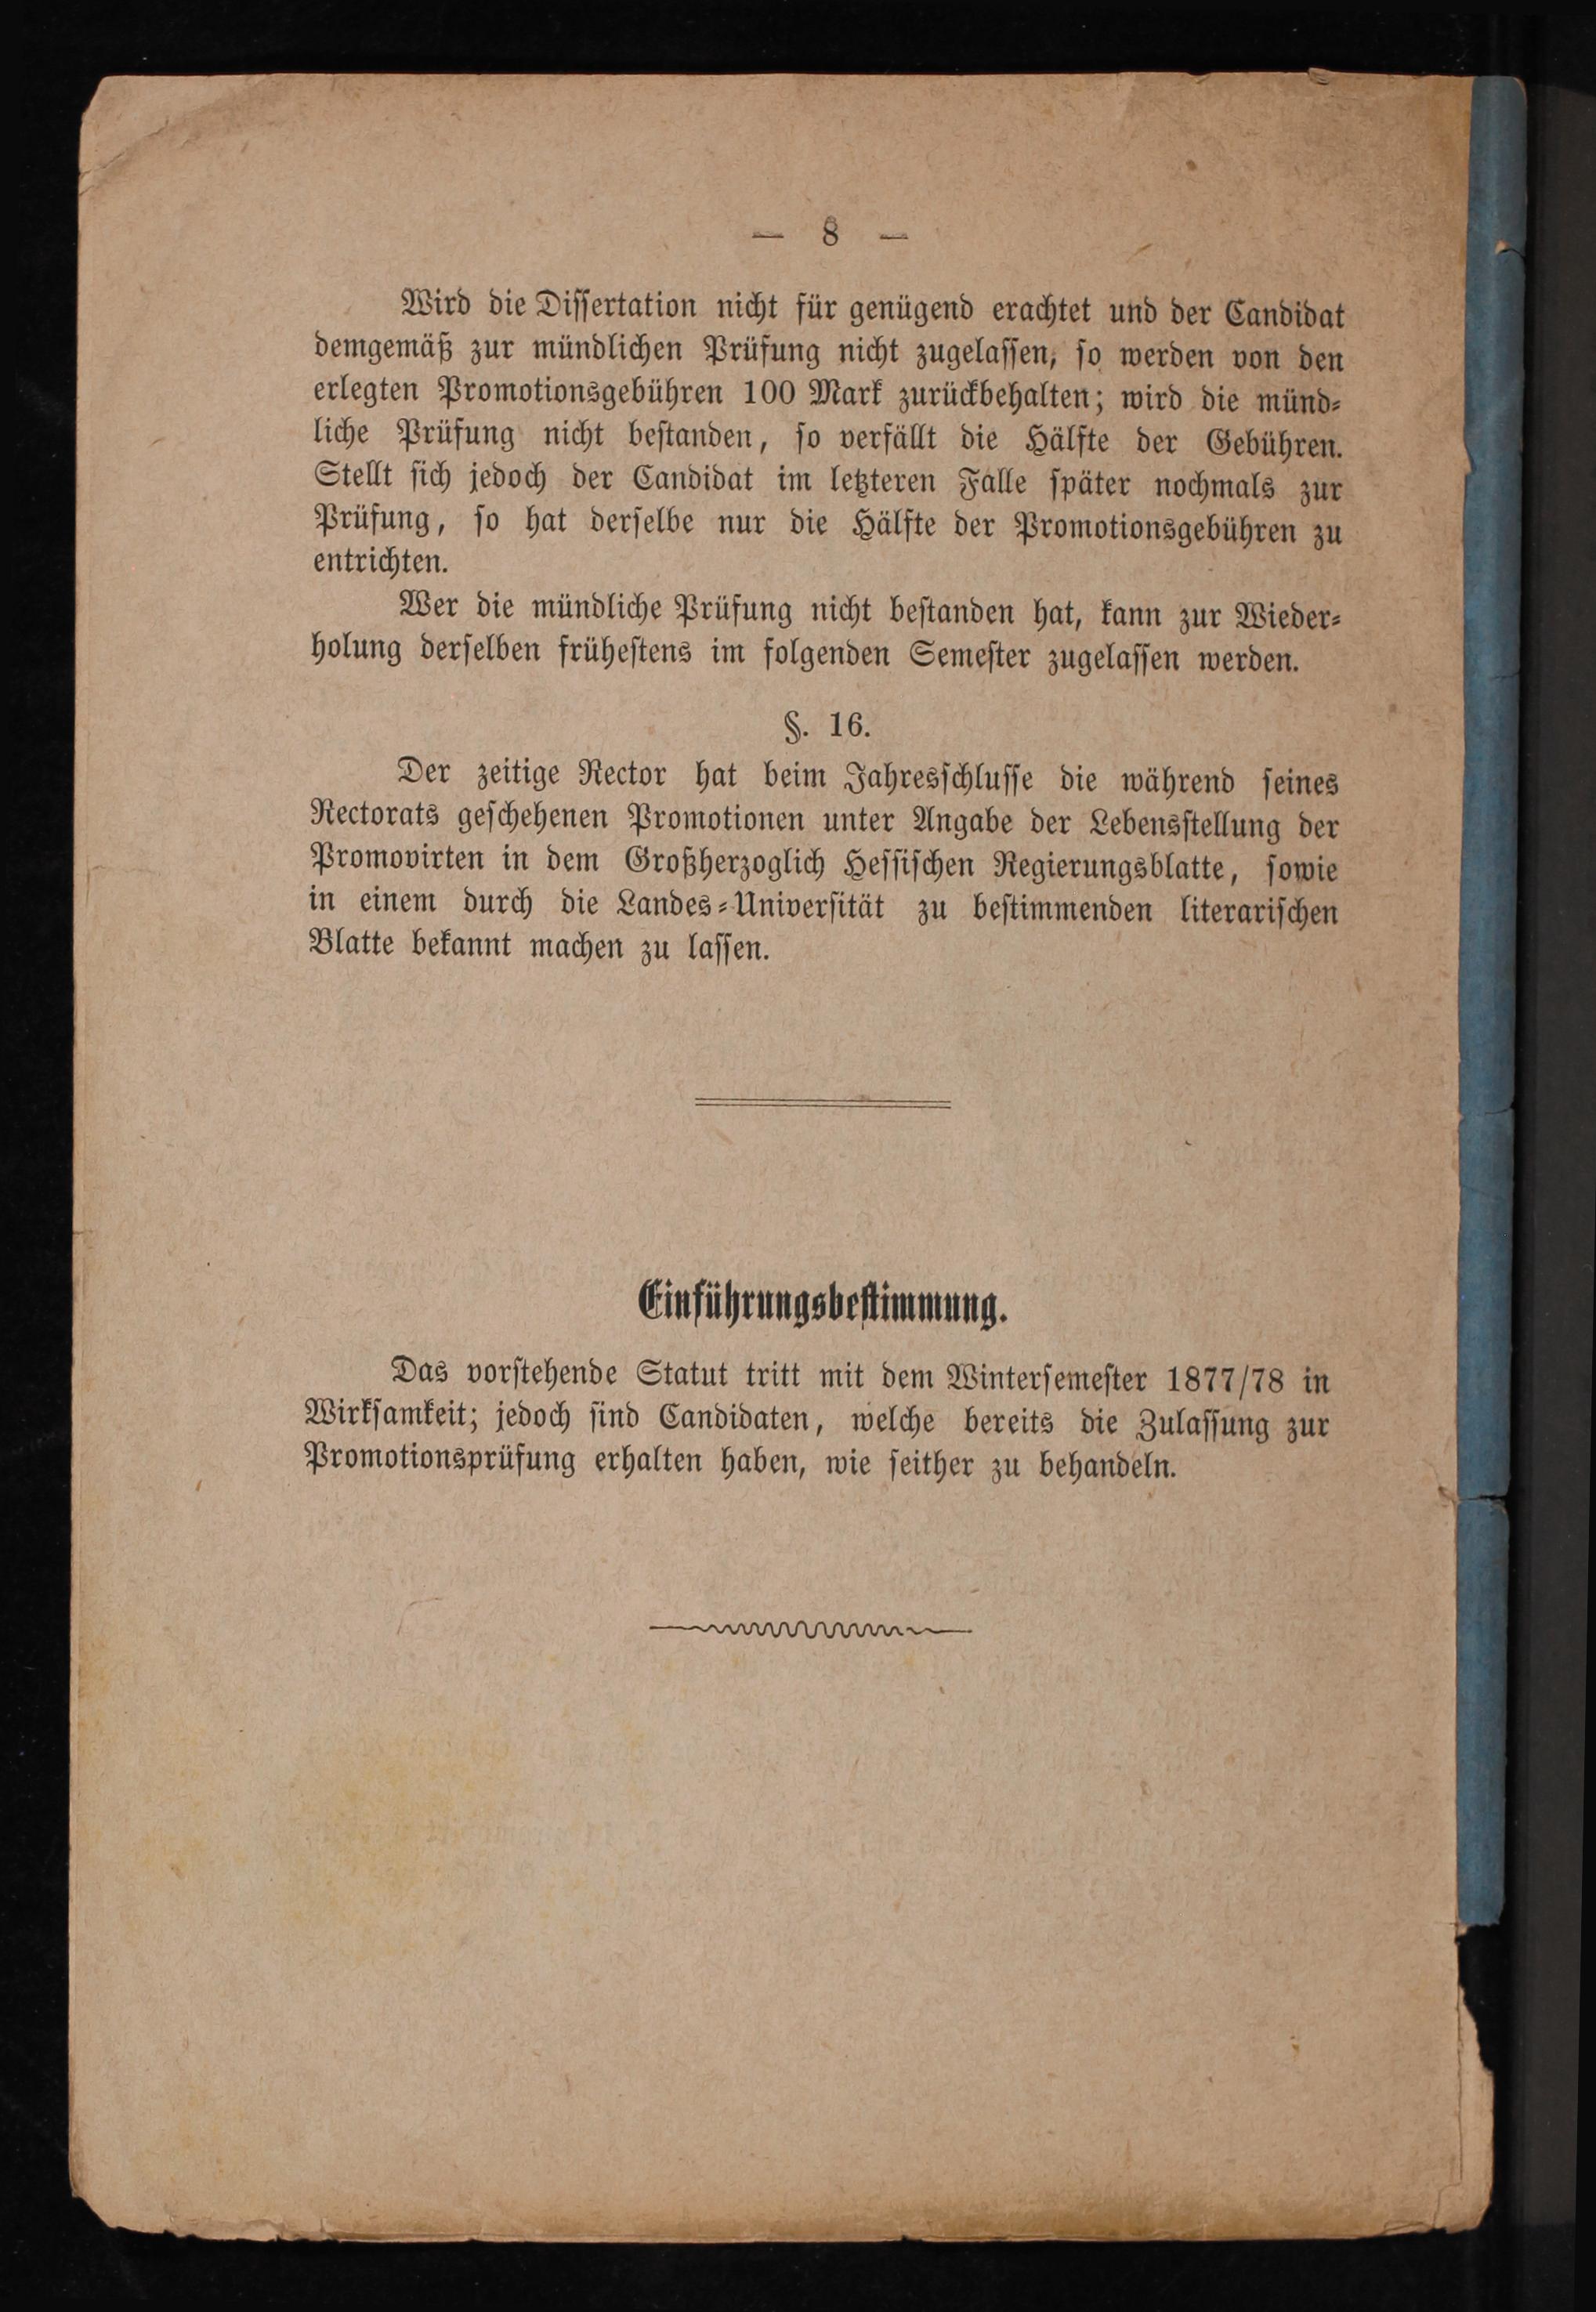 — 8 —
Wird die Dissertation nicht für genügend erachtet und der Candidat
demgemäß zur mündlichen Prüfung nicht zugelassen, so werden von den
erlegten Promotionsgebühren 100 Mark zurückbehalten; wird die münd-
liche Prüfung nicht bestanden, so verfällt die Hälfte der Gebühren.
Stellt sich jedoch der Candidat im letzteren Falle später nochmals zur
Prüfung, so hat derselbe nur die Hälfte der Promotionsgebühren zu
entrichten.
Wer die mündliche Prüfung nicht bestanden hat, kann zur Wieder-
holung derselben frühestens im folgenden Semester zugelassen werden.
§. 16.
Der zeitige Rector hat beim Jahresschlusse die während seines
Rectorats geschehenen Promotionen unter Angabe der Lebensstellung der
Promovirten in dem Großherzoglich Hessischen Regierungsblatte, sowie
in einem durch die Landes-Universität zu bestimmenden literarischen
Blatte bekannt machen zu lassen.
Einführungsbestimmung.
Das vorstehende Statut tritt mit dem Wintersemester 1877/78 in
Wirksamkeit; jedoch sind Candidaten, welche bereits die Zulassung zur
Promotionsprüfung erhalten haben, wie seither zu behandeln.